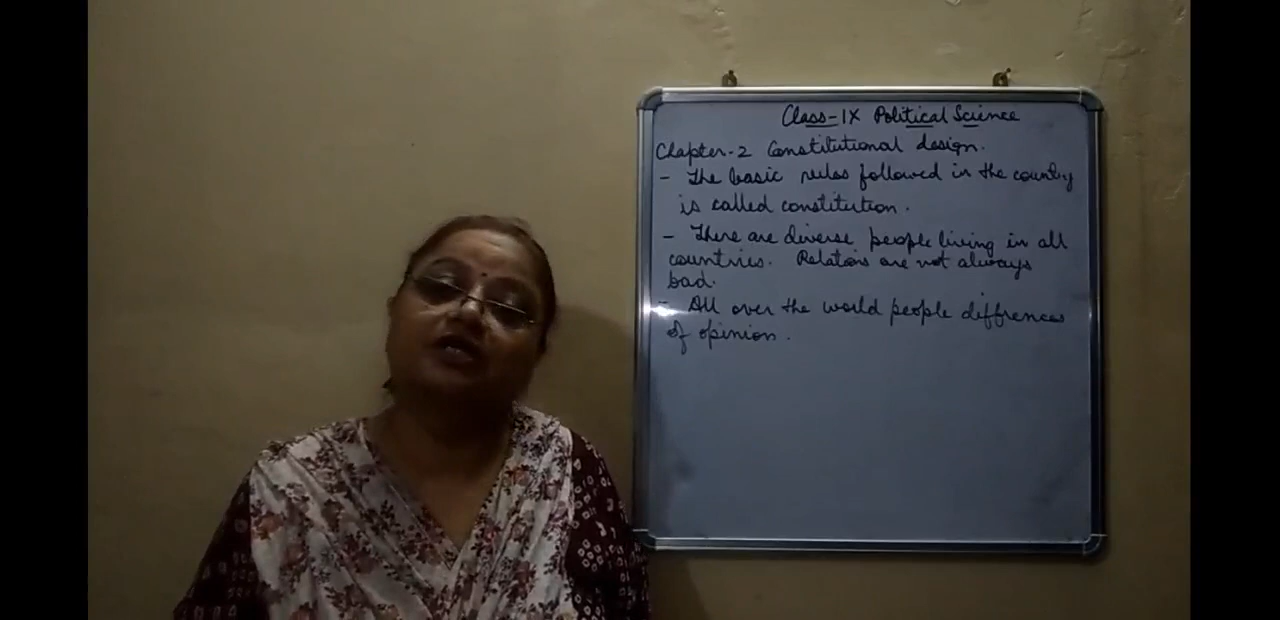 Class-IX Political Science
Chapter-2 Constitutional design.
- The basic rules followed in the country
is called constitution.
- There are diverse people living in all
countries. Relations are not always
bad.
- All over the world people diffrences
of opinion.